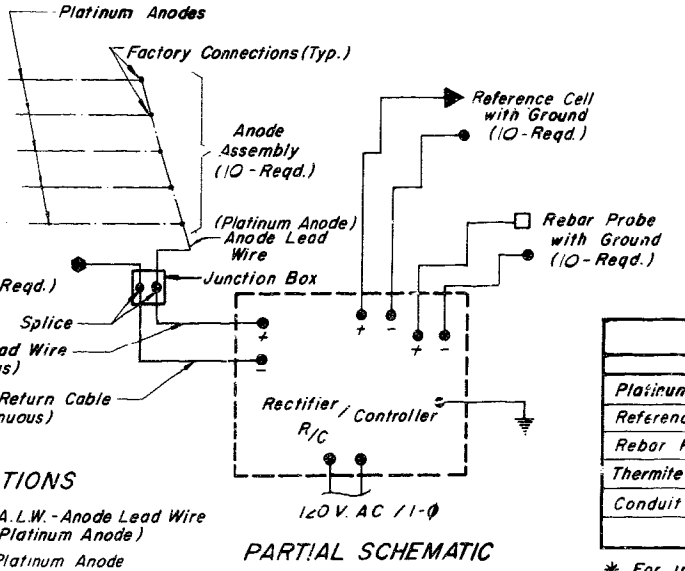 Platinum Anodes
Factory Connections (Typ.)
Anode
Assembly
(10-Reqd.)
Reference Cell
with Ground
(10-Reqd.)
(Platinum Anode)
Anode Lead
Wire
Rebar Probe
with Ground
(10-Reqd.)
Reqd.)
Junction Box
Splice
ad Wire
us)
+
-
+
-
+
-
Return Cable
nuous)
Rectifier/Controller
R/C
120 V. AC / 1-Φ
PARTIAL SCHEMATIC
TIONS
A.L.W.-Anode Lead Wire
Platinum Anode)
Platinum Anode
Platinum
Referenc
Rebar P
Thermite
Conduit
* For